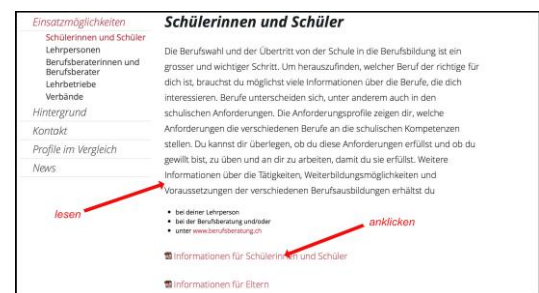 Einsatzmöglichkeiten
Schülerinnen und Schüler
Lehrpersonen
Berufsberaterinnen und
Berufsberater
Lehrbetriebe
Verbände
Hintergrund
Kontakt
Profile im Vergleich
News
Schülerinnen und Schüler
Die Berufswahl und der Übertritt von der Schule in die Berufsbildung ist ein
grosser und wichtiger Schritt. Um herauszufinden, welcher Beruf der richtige für
dich ist, brauchst du möglichst viele Informationen über die Berufe, die dich
interessieren. Berufe unterscheiden sich, unter anderem auch in den
schulischen Anforderungen. Die Anforderungsprofile zeigen dir, welche
Anforderungen die verschiedenen Berufe an die schulischen Kompetenzen
stellen. Du kannst dir überlegen, ob du diese Anforderungen erfüllst und ob du
gewillt bist, zu üben und an dir zu arbeiten, damit du sie erfüllst. Weitere
Informationen über die Tätigkeiten, Weiterbildungsmöglichkeiten und
Voraussetzungen der verschiedenen Berufsausbildungen erhältst du
lesen
• bei deiner Lehrperson
• bei der Berufsberatung und/oder
• unter www.berufsberatung.ch
anklicken
Informationen für Schülerinnen und Schüler
Informationen für Eltern